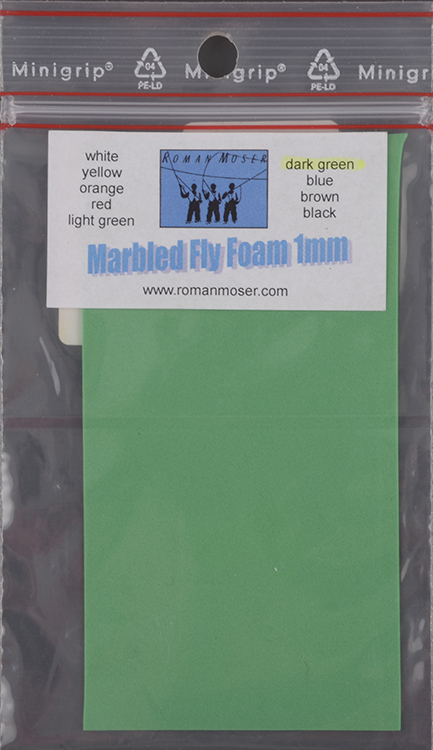 Minigrip® 04 PE-LD Minigrip® 04 PE-LD Minigri
white
yellow
orange
red
light green
ROMAN MOSER
dark green
blue
brown
black
Marbled Fly Foam 1mm
www.romanmoser.com